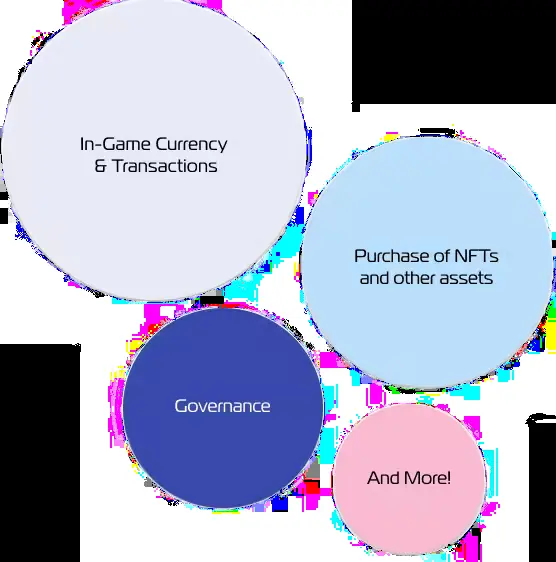 In-Game Currency
& Transactions
Purchase of NFTs
and other assets
Governance
And More!